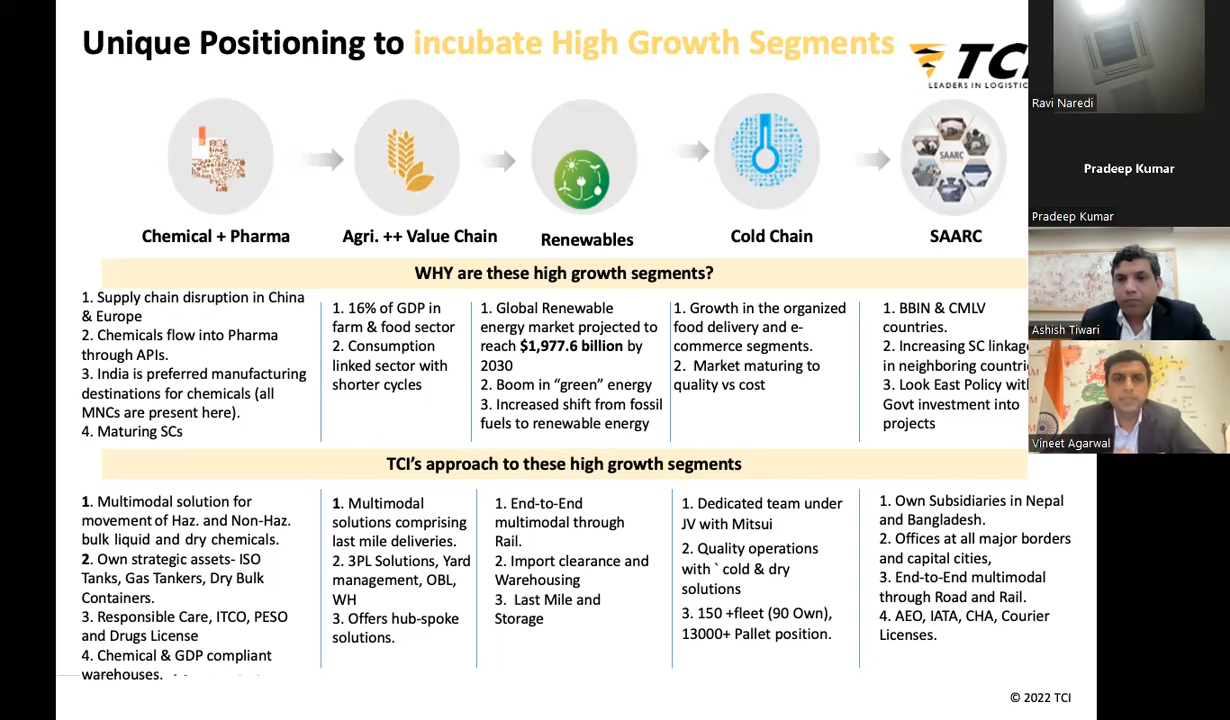 Unique Positioning to incubate High Growth Segments
TCI
LEADERS IN LOGISTIC
SAARC
Chemical + Pharma
Agri. ++ Value Chain
Renewables
Cold Chain
SAARC
WHY are these high growth segments?
1. Supply chain disruption in China
& Europe
2. Chemicals flow into Pharma
through APIs.
3. India is preferred manufacturing
destinations for chemicals (all
MNCs are present here).
4. Maturing SCs
1. 16% of GDP in
farm & food sector
2. Consumption
linked sector with
shorter cycles
1. Global Renewable
energy market projected to
reach $1,977.6 billion by
2030
2. Boom in “green” energy
3. Increased shift from fossil
fuels to renewable energy
1. Growth in the organized
food delivery and e-
commerce segments.
2. Market maturing to
quality vs cost
1. BBIN & CMLV
countries.
2. Increasing SC linkag
in neighboring countri
3. Look East Policy wit
Govt investment into
projects
TCI’s approach to these high growth segments
1. Multimodal solution for
movement of Haz. and Non-Haz.
bulk liquid and dry chemicals.
2. Own strategic assets- ISO
Tanks, Gas Tankers, Dry Bulk
Containers.
3. Responsible Care, ITCO, PESO
and Drugs License
4. Chemical & GDP compliant
warehouses.
1. Multimodal
solutions comprising
last mile deliveries.
2. 3PL Solutions, Yard
management, OBL,
WH
3. Offers hub-spoke
solutions.
1. End-to-End
multimodal through
Rail.
2. Import clearance and
Warehousing
3. Last Mile and
Storage
1. Dedicated team under
JV with Mitsui
2. Quality operations
with ` cold & dry
solutions
3. 150 +fleet (90 Own),
13000+ Pallet position.
1. Own Subsidiaries in Nepal
and Bangladesh.
2. Offices at all major borders
and capital cities,
3. End-to-End multimodal
through Road and Rail.
4. AEO, IATA, CHA, Courier
Licenses.
© 2022 TCI
Ravi Naredi
Pradeep Kumar
Pradeep Kumar
Ashish Tiwari
Vineet Agarwal